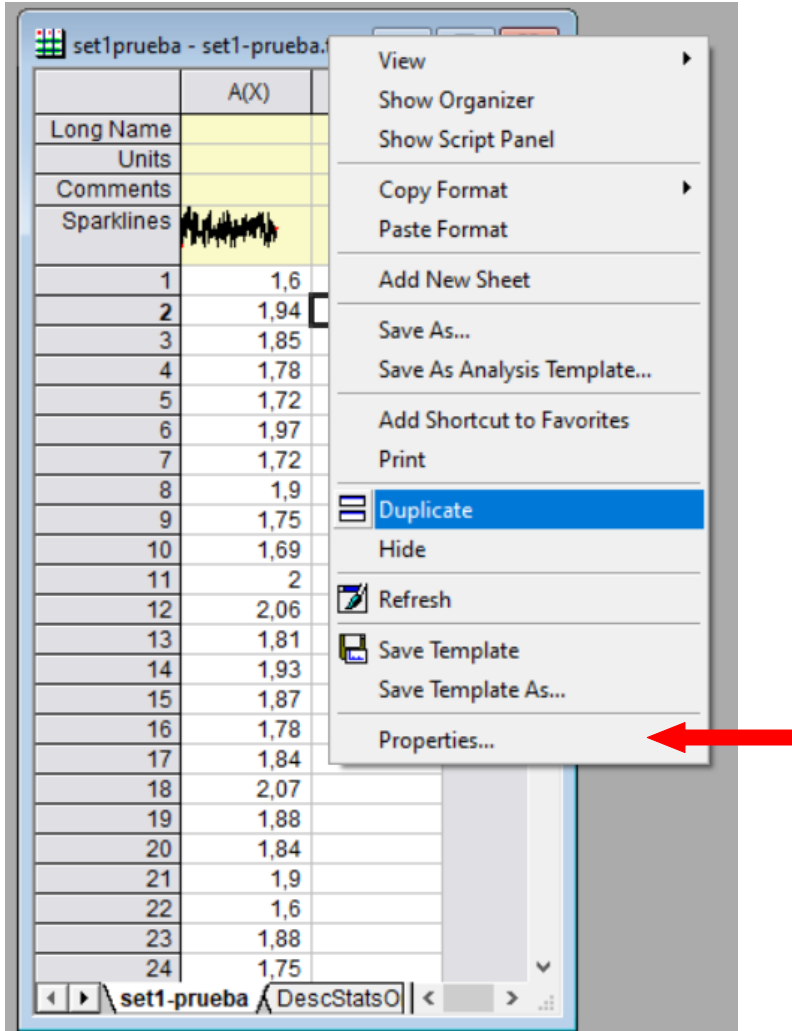 set1prueba - set1-prueba.
View
Show Organizer
Show Script Panel
Copy Format
Paste Format
Add New Sheet
Save As...
Save As Analysis Template...
Add Shortcut to Favorites
Print
Duplicate
Hide
Refresh
Save Template
Save Template As...
Properties...
A(X)
Long Name
Units
Comments
Sparklines
1 1,6
2 1,94
3 1,85
4 1,78
5 1,72
6 1,97
7 1,72
8 1,9
9 1,75
10 1,69
11 2
12 2,06
13 1,81
14 1,93
15 1,87
16 1,78
17 1,84
18 2,07
19 1,88
20 1,84
21 1,9
22 1,6
23 1,88
24 1,75
set1-prueba DescStatsO